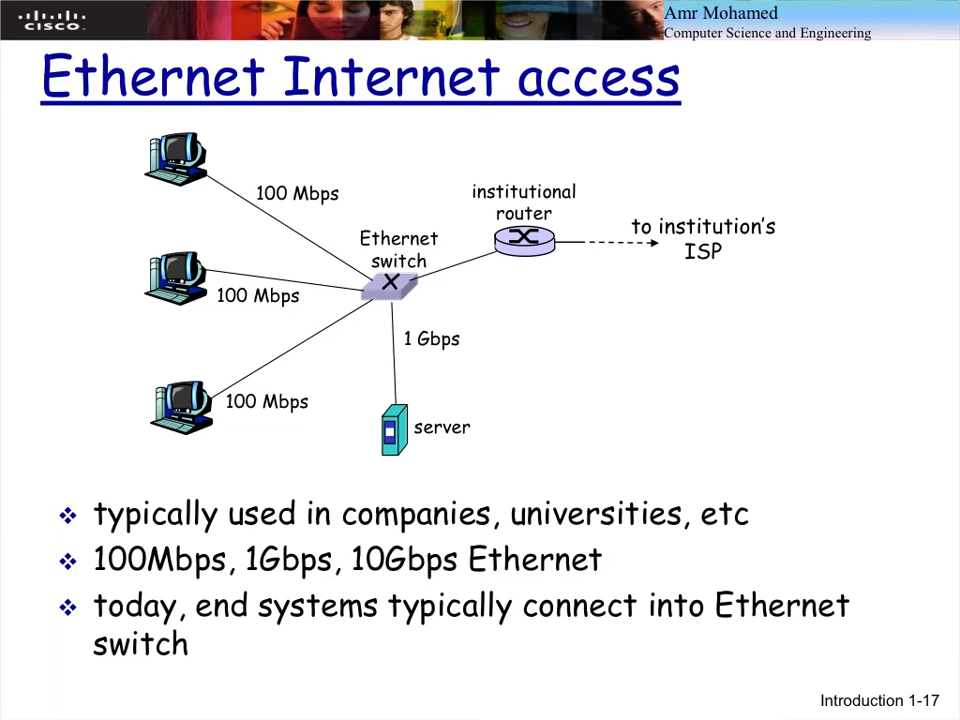 CISCO.
Amr Mohamed
Computer Science and Engineering
Ethernet Internet access
100 Mbps
institutional
router
to institution's
ISP
Ethernet
switch
100 Mbps
1 Gbps
100 Mbps
server
typically used in companies, universities, etc
100Mbps, 1Gbps, 10Gbps Ethernet
today, end systems typically connect into Ethernet
switch
Introduction 1-17